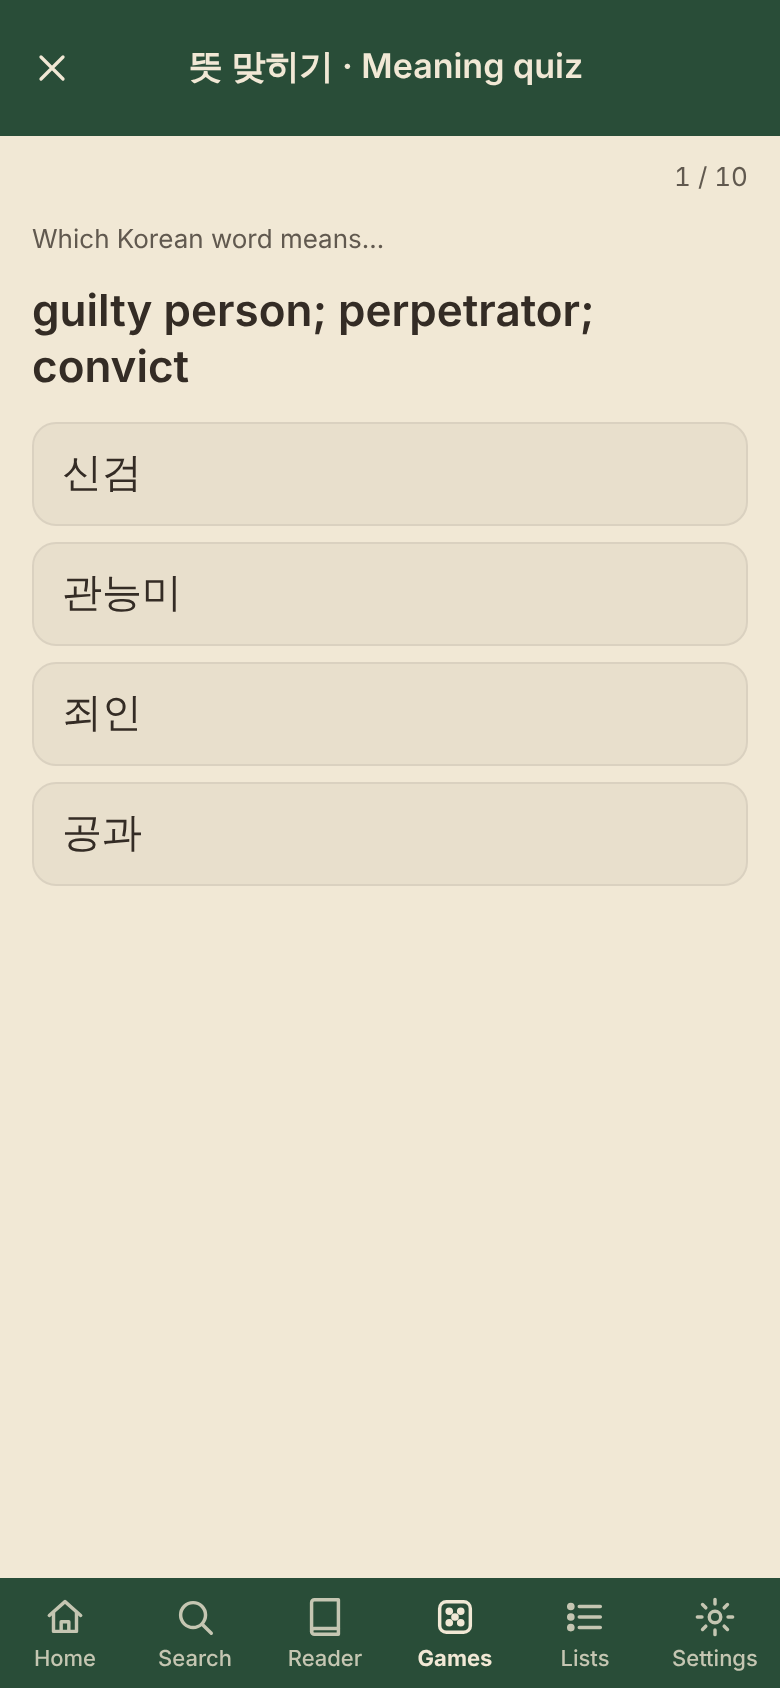 뜻 맞히기 · Meaning quiz
1 / 10
Which Korean word means...
guilty person; perpetrator;
convict
신검
관능미
죄인
공과
Home
Search
Reader
Games
Lists
Settings